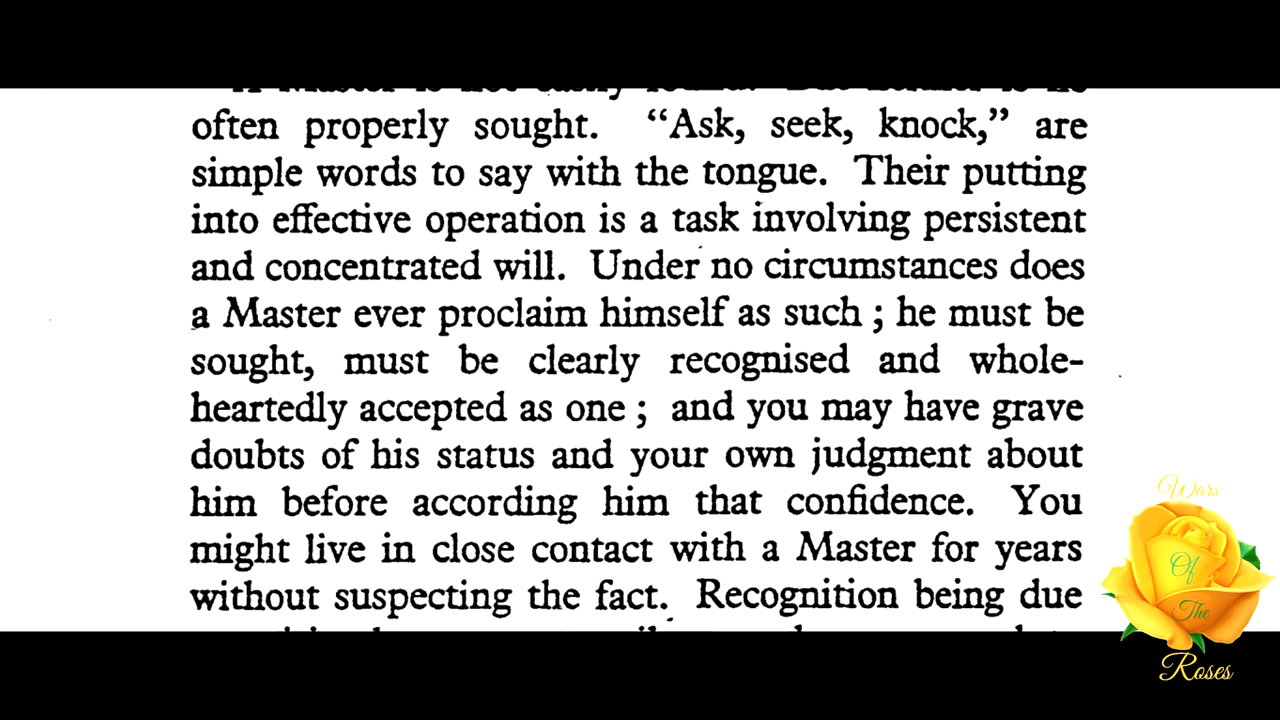 often properly sought. “Ask, seek, knock,” are
simple words to say with the tongue. Their putting
into effective operation is a task involving persistent
and concentrated will. Under no circumstances does
a Master ever proclaim himself as such ; he must be
sought, must be clearly recognised and whole-
heartedly accepted as one ; and you may have grave
doubts of his status and your own judgment about
him before according him that confidence. You
might live in close contact with a Master for years
without suspecting the fact. Recognition being due
Wars
Of
The
Roses